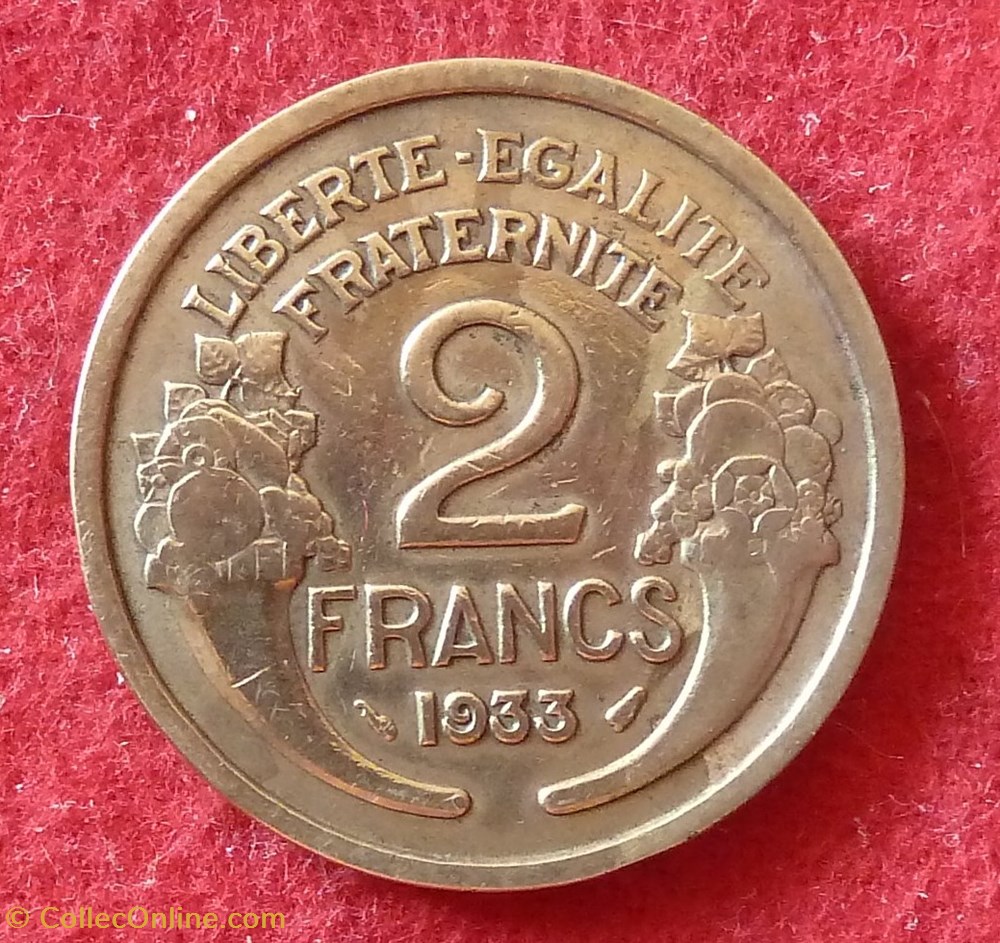 LIBERTE-EGALITE
FRATERNITE
2
FRANCS
1933
© CollecOnline.com